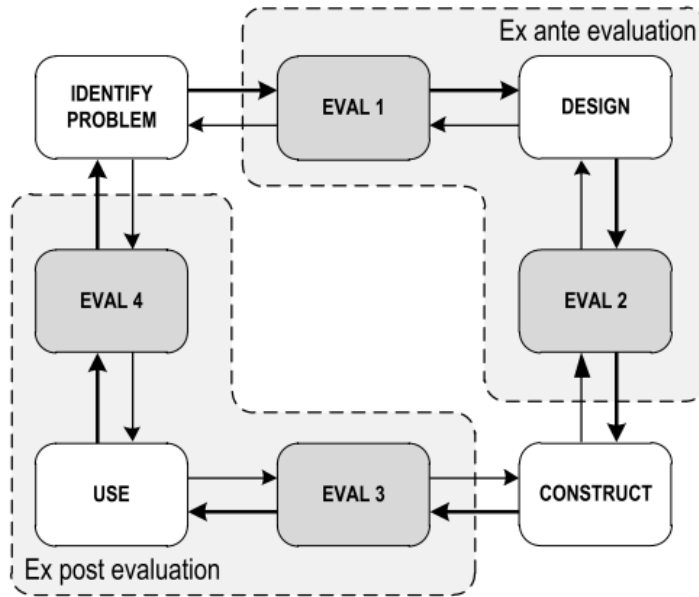 Ex ante evaluation
IDENTIFY
PROBLEM
EVAL 1
DESIGN
EVAL 4
EVAL 2
USE
EVAL 3
CONSTRUCT
Ex post evaluation